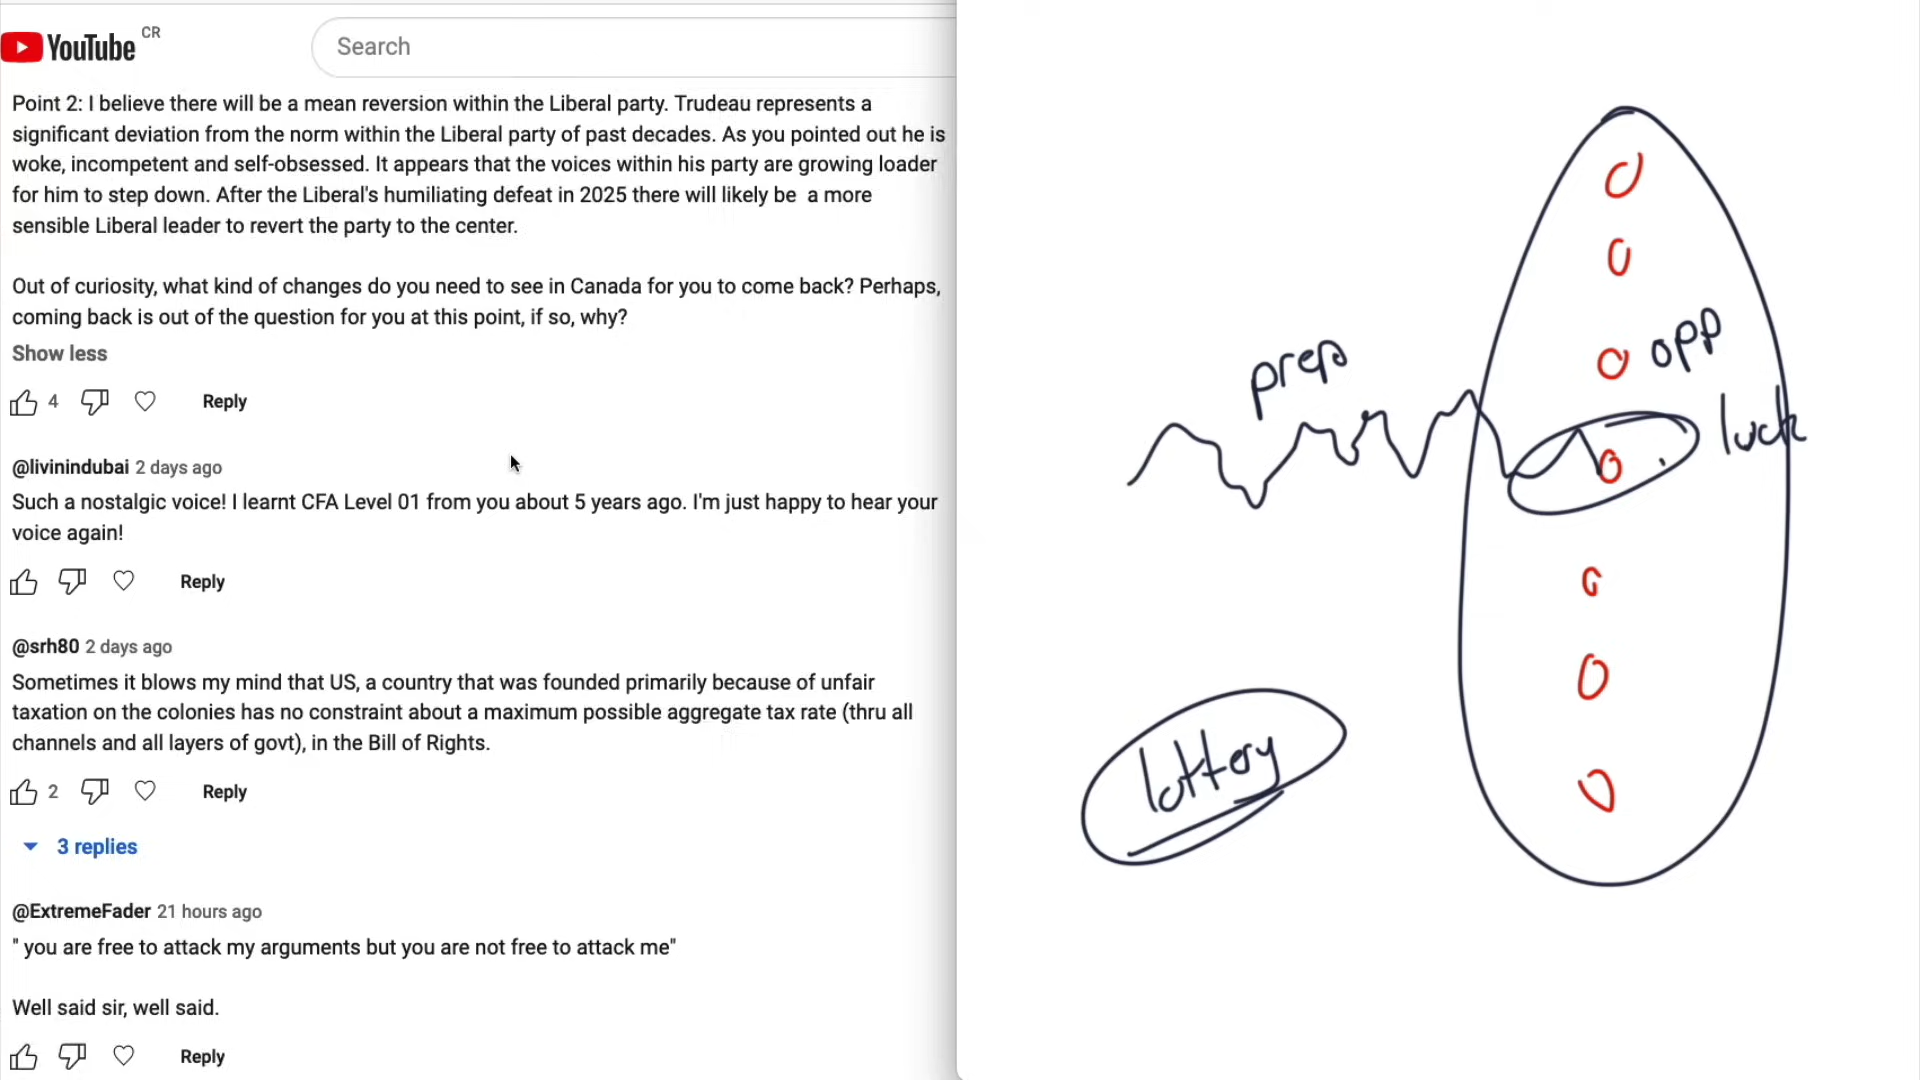 YouTube CR
Search
Point 2: I believe there will be a mean reversion within the Liberal party. Trudeau represents a
significant deviation from the norm within the Liberal party of past decades. As you pointed out he is
woke, incompetent and self-obsessed. It appears that the voices within his party are growing loader
for him to step down. After the Liberal's humiliating defeat in 2025 there will likely be  a more
sensible Liberal leader to revert the party to the center.
Out of curiosity, what kind of changes do you need to see in Canada for you to come back? Perhaps,
coming back is out of the question for you at this point, if so, why?
Show less
4 Reply
@livinindubai 2 days ago
Such a nostalgic voice! I learnt CFA Level 01 from you about 5 years ago. I'm just happy to hear your
voice again!
Reply
@srh80 2 days ago
Sometimes it blows my mind that US, a country that was founded primarily because of unfair
taxation on the colonies has no constraint about a maximum possible aggregate tax rate (thru all
channels and all layers of govt), in the Bill of Rights.
2 Reply
3 replies
@ExtremeFader 21 hours ago
" you are free to attack my arguments but you are not free to attack me"
Well said sir, well said.
Reply
prep
opp
luck
lottery